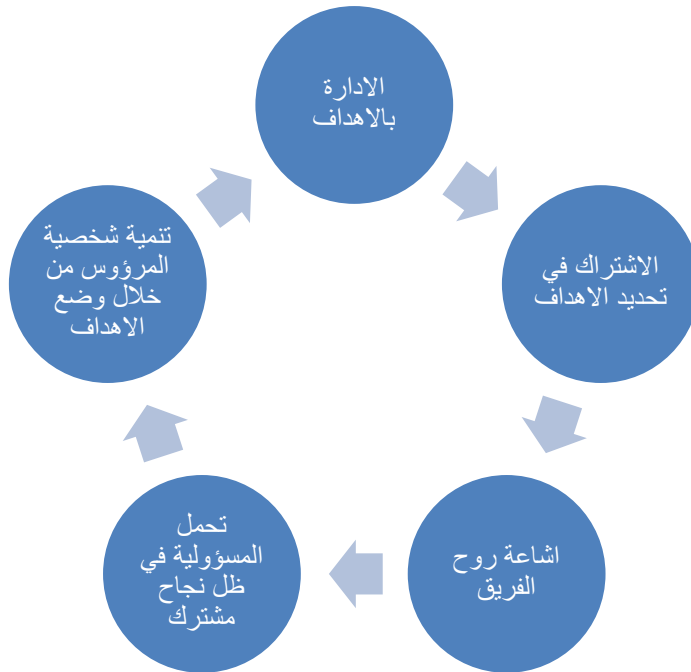 الادارة
بالاهداف
الاشتراك في
تحديد الاهداف
اشاعة روح
الفريق
تحمل
المسؤولية في
ظل نجاح
مشترك
تنمية شخصية
المرؤوس من
خلال وضع
الاهداف